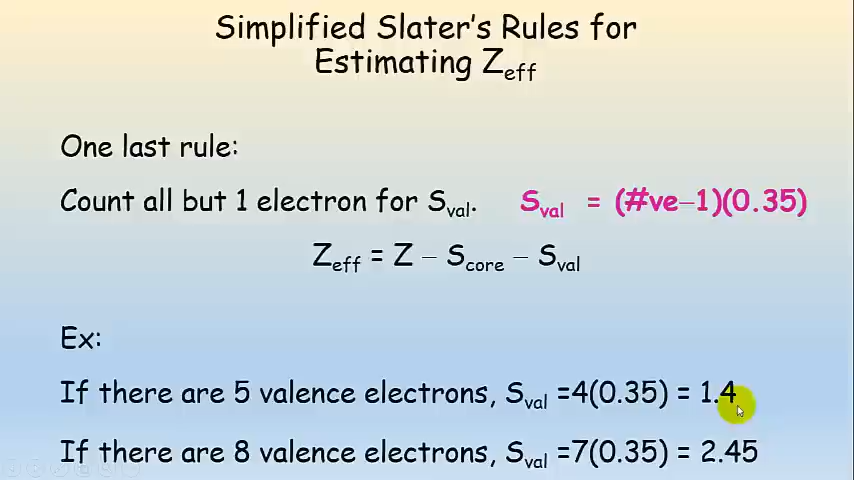 Simplified Slater's Rules for
Estimating Zeff
One last rule:
Count all but 1 electron for Sval. Sval = (#ve–1)(0.35)
Zeff = Z – Score – Sval
Ex:
If there are 5 valence electrons, Sval =4(0.35) = 1.4
If there are 8 valence electrons, Sval =7(0.35) = 2.45